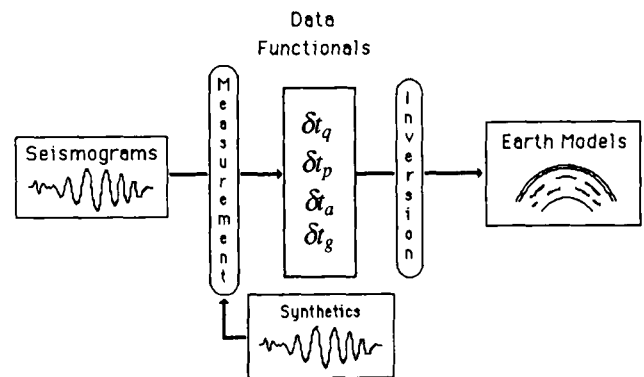 Data
Functionals
Measurement
Inversion
Seismograms
δt_q
δt_p
δt_a
δt_g
Earth Models
Synthetics